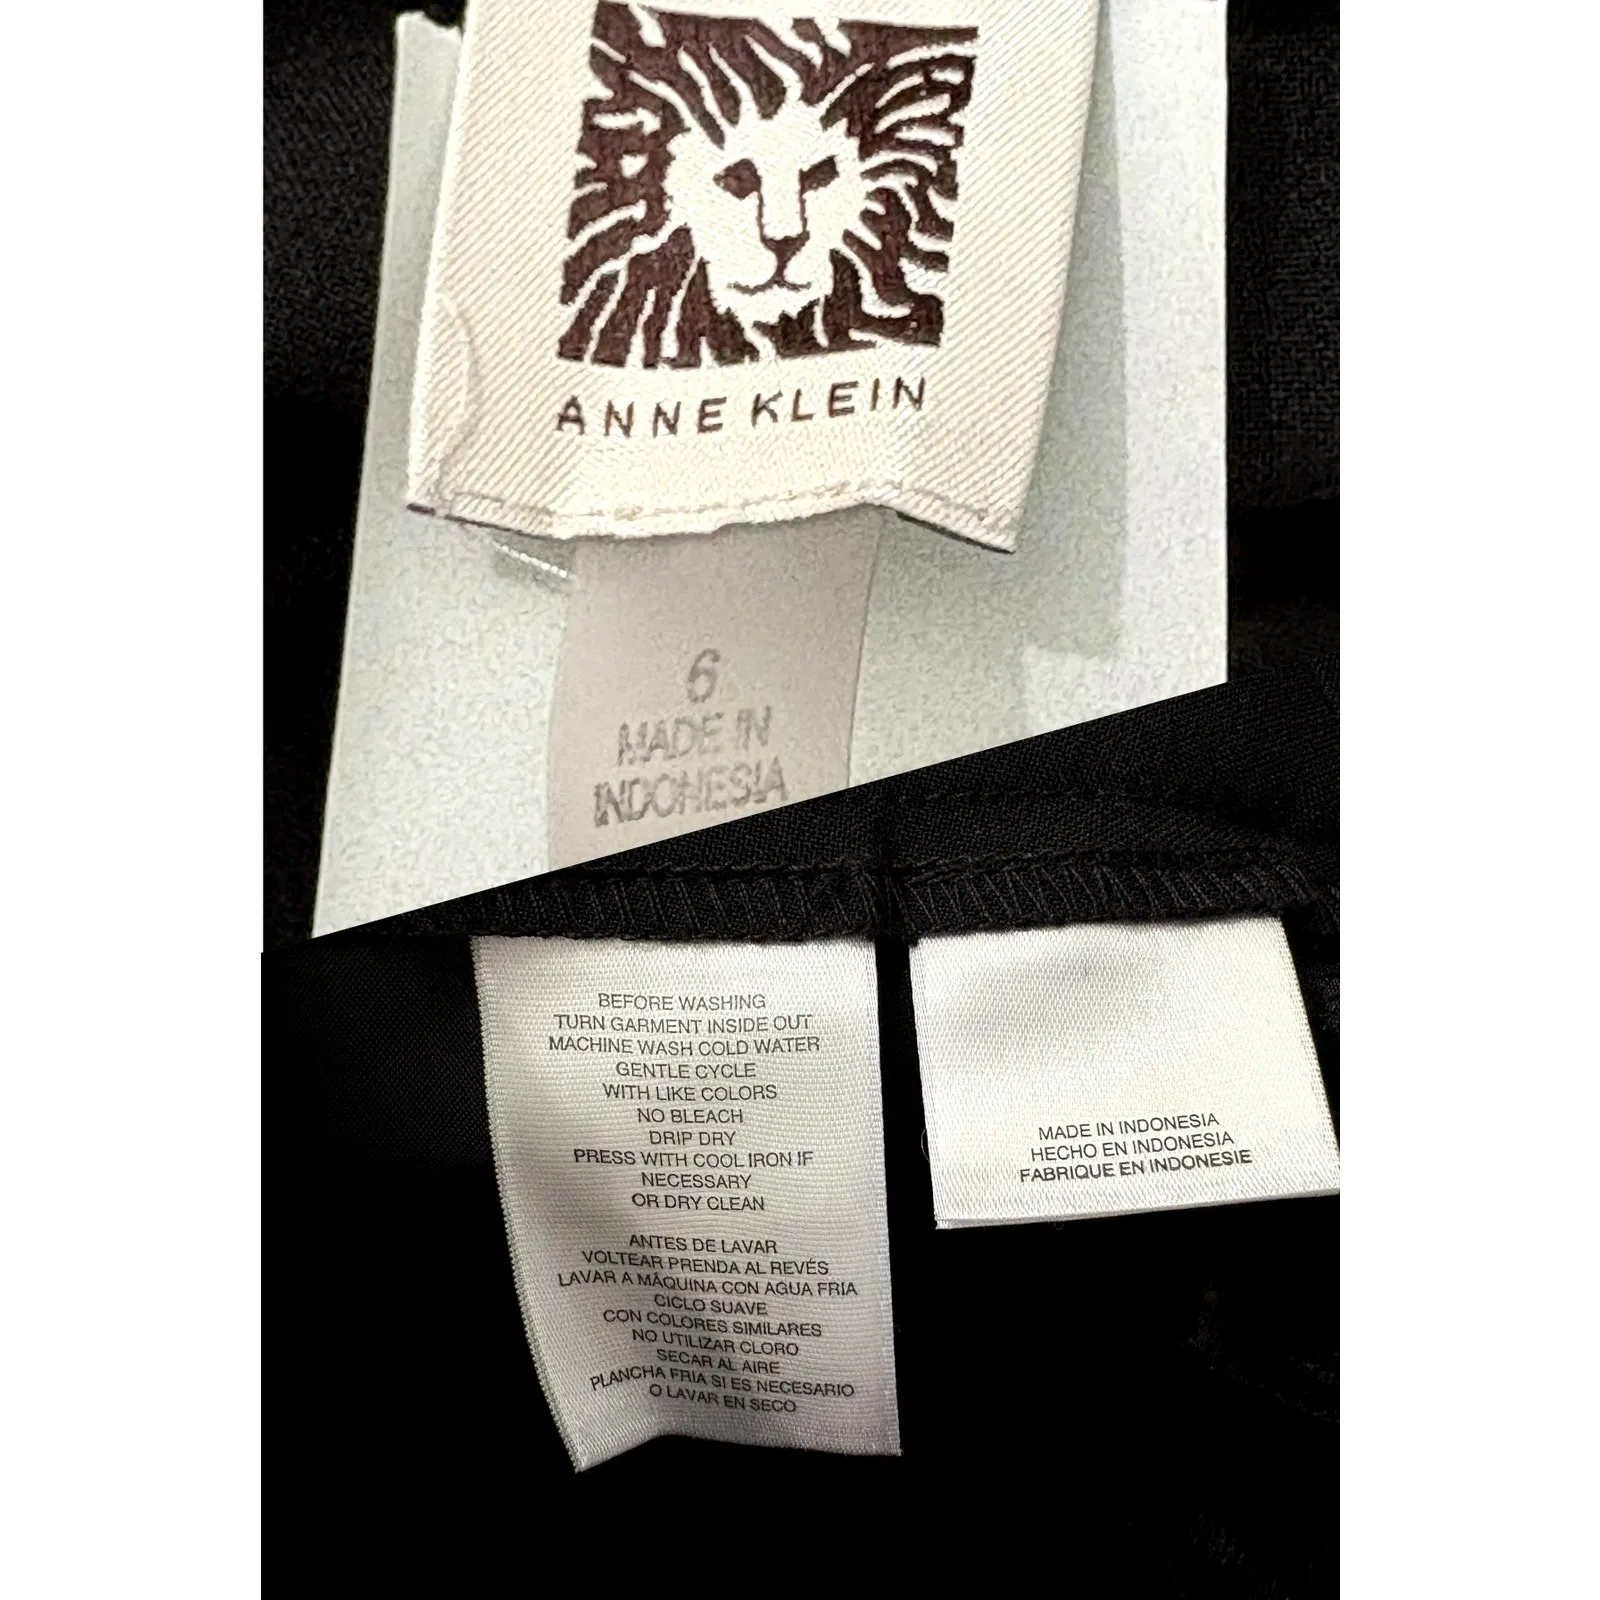 ANNE KLEIN
6
MADE IN
INDONESIA
BEFORE WASHING
TURN GARMENT INSIDE OUT
MACHINE WASH COLD WATER
GENTLE CYCLE
WITH LIKE COLORS
NO BLEACH
DRIP DRY
PRESS WITH COOL IRON IF
NECESSARY
OR DRY CLEAN
ANTES DE LAVAR
VOLTEAR PRENDA AL REVÉS
LAVAR A MÁQUINA CON AGUA FRIA
CICLO SUAVE
CON COLORES SIMILARES
NO UTILIZAR CLORO
SECAR AL AIRE
PLANCHA FRIA SI ES NECESARIO
O LAVAR EN SECO
MADE IN INDONESIA
HECHO EN INDONESIA
FABRIQUE EN INDONESIE